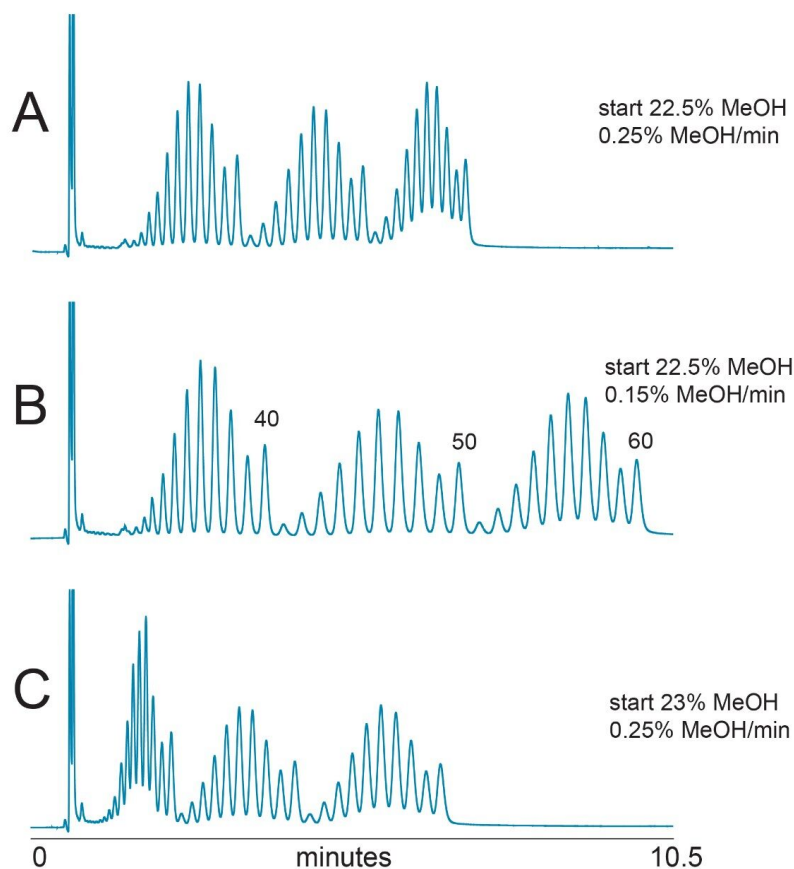 A
start 22.5% MeOH
0.25% MeOH/min
B
start 22.5% MeOH
0.15% MeOH/min
40
50
60
C
start 23% MeOH
0.25% MeOH/min
0 minutes 10.5